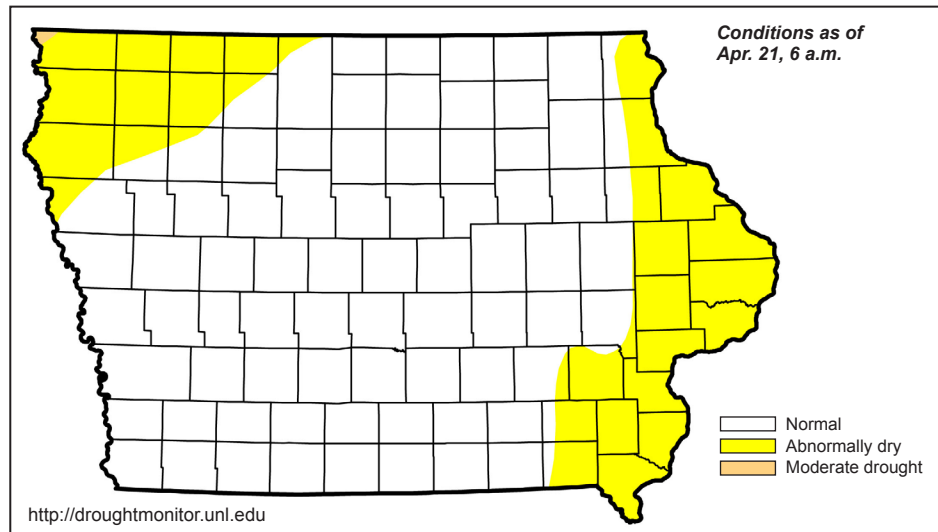 Conditions as of
Apr. 21, 6 a.m.
Normal
Abnormally dry
Moderate drought
http://droughtmonitor.unl.edu